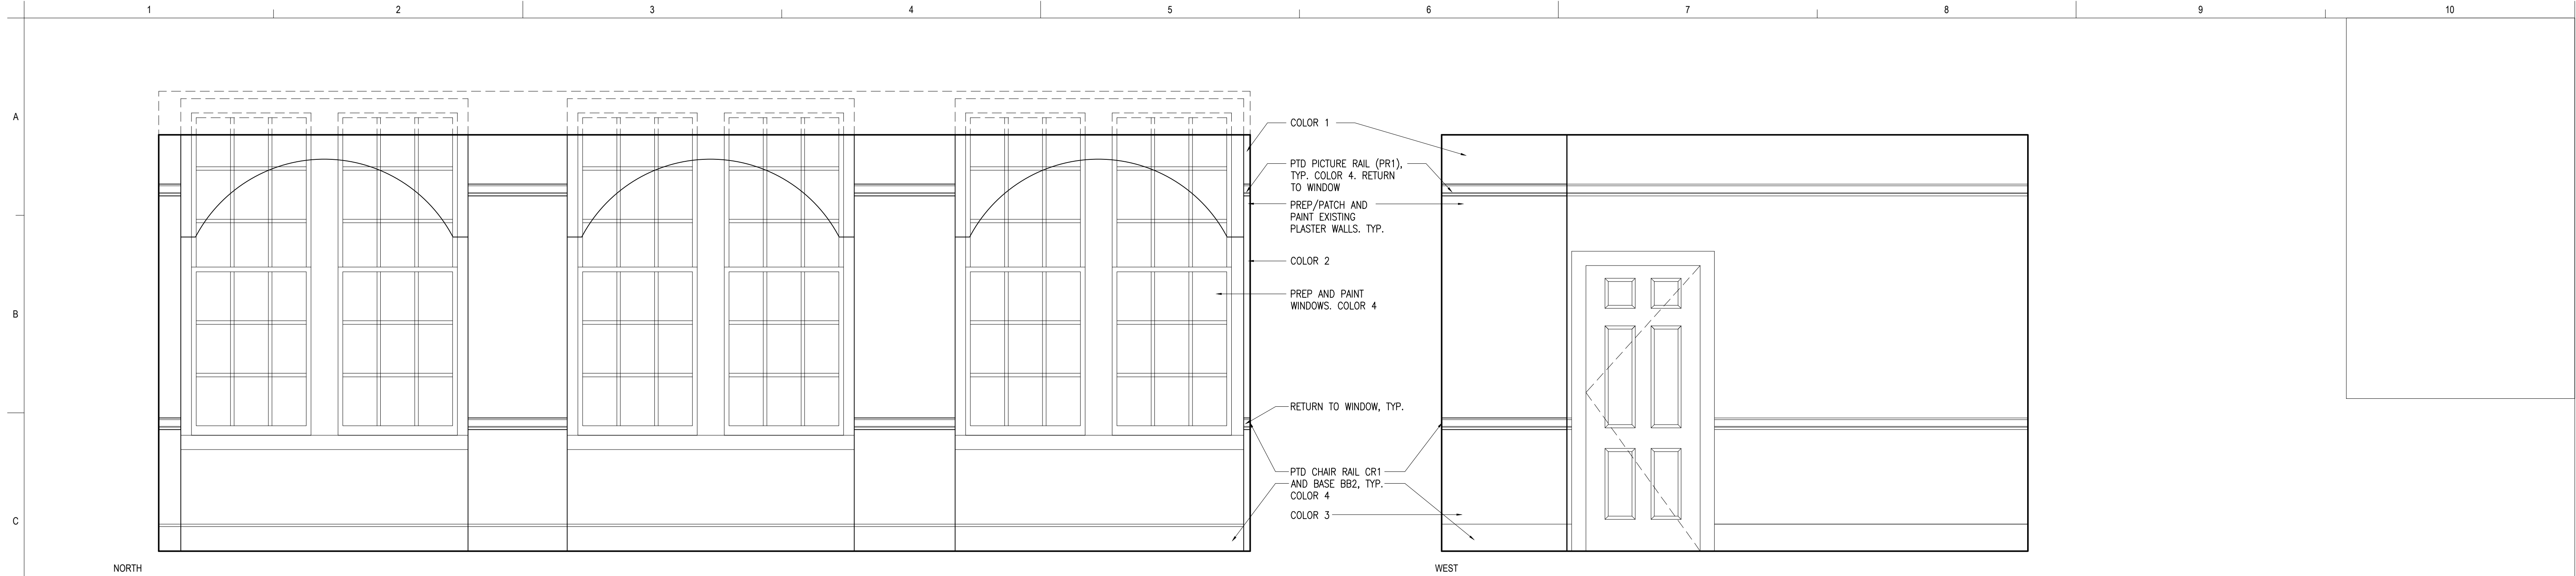 1 2 3 4 5 6 7 8 9 10
A
B
C
COLOR 1
PTD PICTURE RAIL (PR1),
TYP. COLOR 4. RETURN
TO WINDOW
PREP/PATCH AND
PAINT EXISTING
PLASTER WALLS. TYP.
COLOR 2
PREP AND PAINT
WINDOWS. COLOR 4
RETURN TO WINDOW, TYP.
PTD CHAIR RAIL CR1
AND BASE BB2, TYP.
COLOR 4
COLOR 3
NORTH
WEST